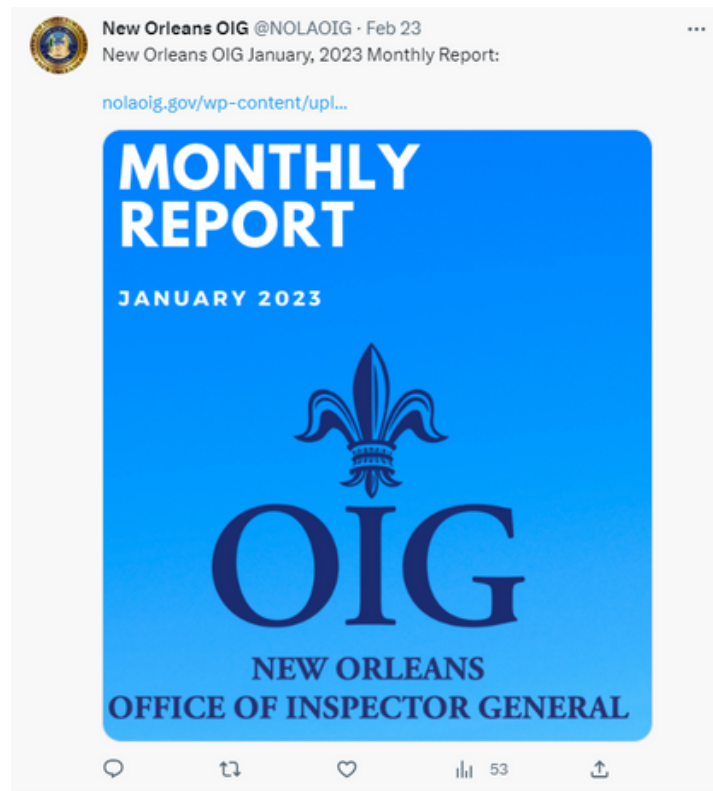 New Orleans OIG @NOLAOIG · Feb 23
New Orleans OIG January, 2023 Monthly Report:
nolaoig.gov/wp-content/upl...
MONTHLY
REPORT
JANUARY 2023
OIG
NEW ORLEANS
OFFICE OF INSPECTOR GENERAL
53